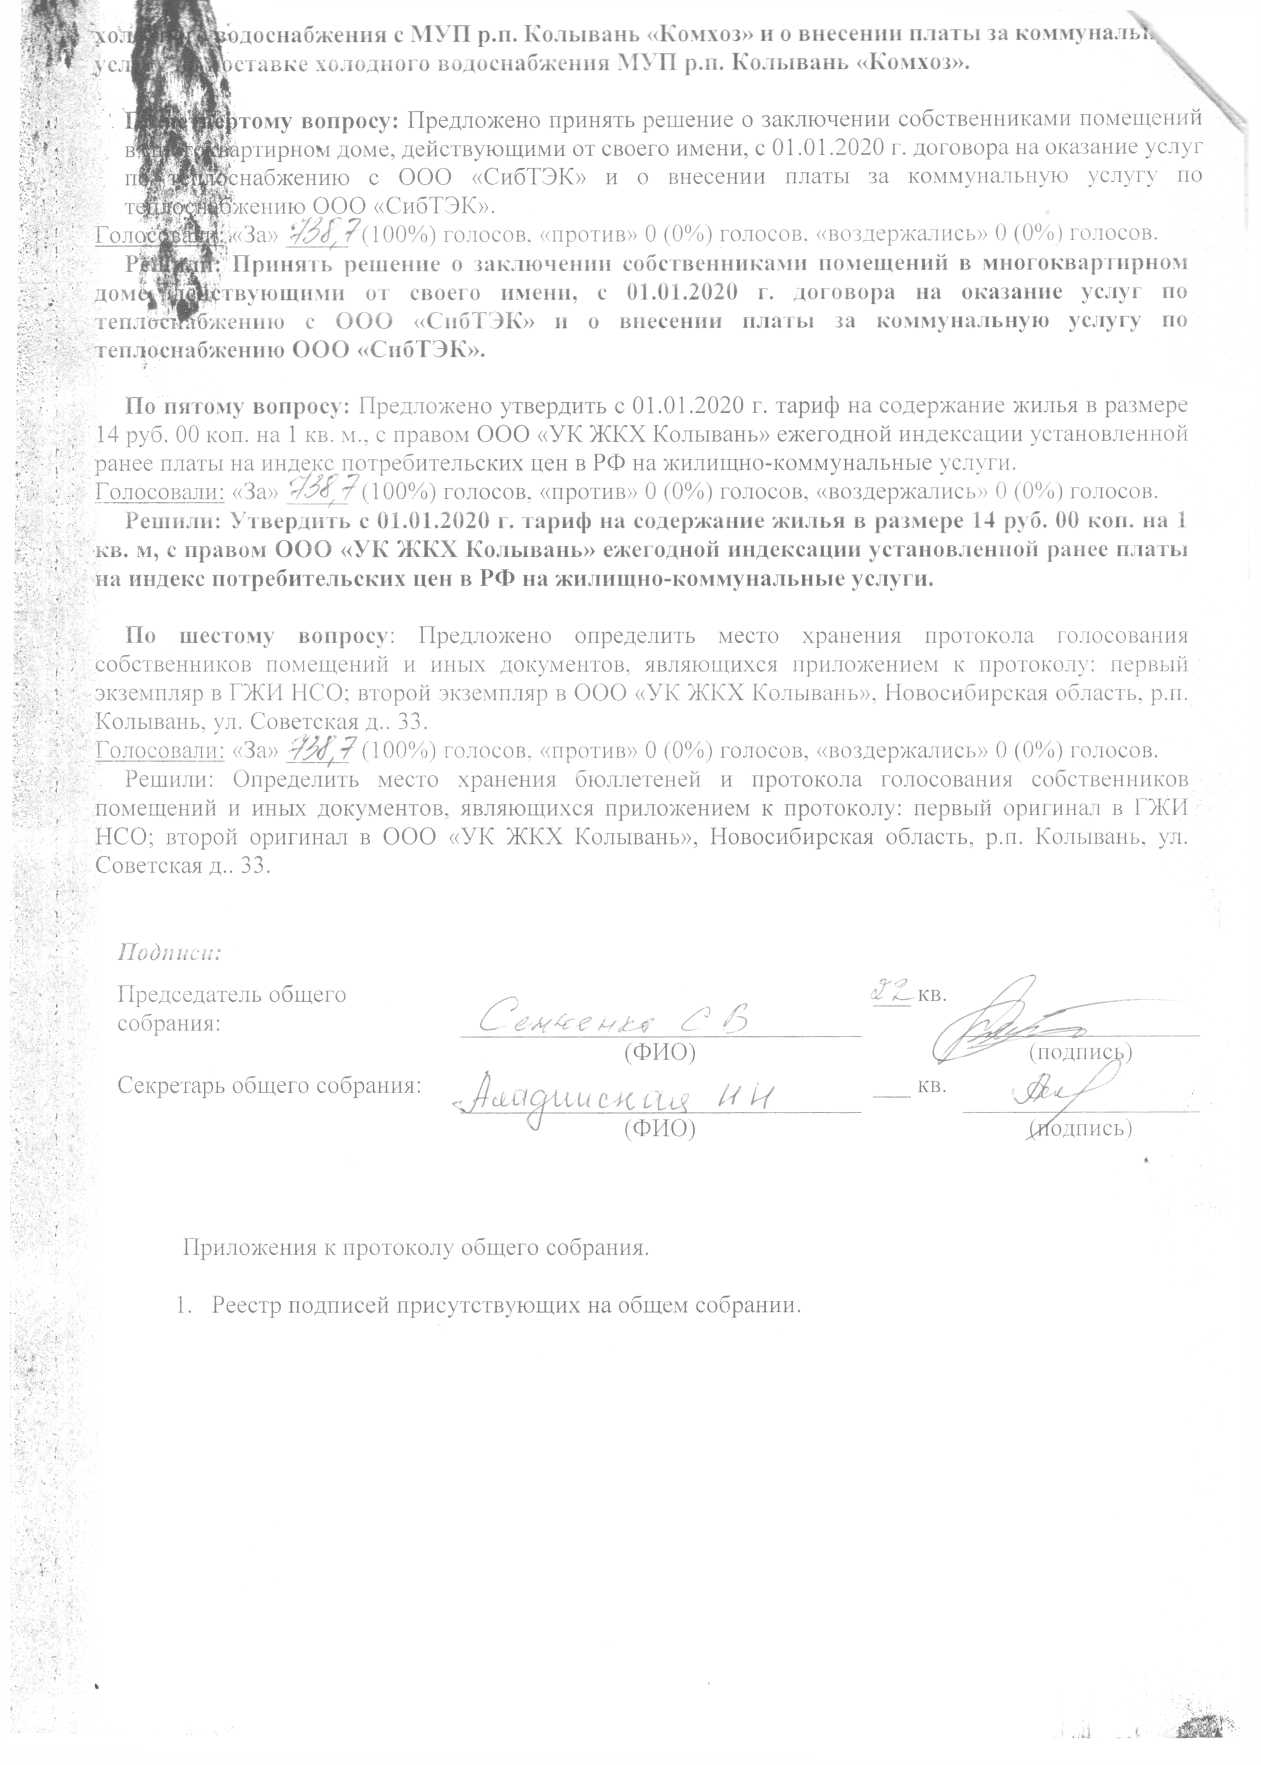 водоснабжения с МУП р.п. Колывань «Комхоз» и о внесении платы за
поставке холодного водоснабжения МУП р.п. Колывань «Комхоз».
вопросу: Предложено принять решение о заключении собственниками помещений
в многоквартирном доме, действующими от своего имени, с 01.01.2020 г. договора на оказание услуг
по теплоснабжению с ООО «СибТЭК» и о внесении платы за коммунальную услугу по
теплоснабжению ООО «СибТЭК».
Голосовали: «За» 738,7 (100%) голосов, «против» 0 (0%) голосов, «воздержались» 0 (0%) голосов.
Решили: Принять решение о заключении собственниками помещений в многоквартирном
доме, действующими от своего имени, с 01.01.2020 г. договора на оказание услуг по
теплоснабжению с ООО «СибТЭК» и о внесении платы за коммунальную услугу по
теплоснабжению ООО «СибТЭК».
По пятому вопросу: Предложено утвердить с 01.01.2020 г. тариф на содержание жилья в размере
14 руб. 00 коп. на 1 кв. м., с правом ООО «УК ЖКХ Колывань» ежегодной индексации установленной
ранее платы на индекс потребительских цен в РФ на жилищно-коммунальные услуги.
Голосовали: «За» 738,7 (100%) голосов, «против» 0 (0%) голосов, «воздержались» 0 (0%) голосов.
Решили: Утвердить с 01.01.2020 г. тариф на содержание жилья в размере 14 руб. 00 коп. на 1
кв. м, с правом ООО «УК ЖКХ Колывань» ежегодной индексации установленной ранее платы
на индекс потребительских цен в РФ на жилищно-коммунальные услуги.
По шестому вопросу: Предложено определить место хранения протокола голосования
собственников помещений и иных документов, являющихся приложением к протоколу: первый
экземпляр в ГЖИ НСО; второй экземпляр в ООО «УК ЖКХ Колывань», Новосибирская область, р.п.
Колывань, ул. Советская д.. 33.
Голосовали: «За» 738,7 (100%) голосов, «против» 0 (0%) голосов, «воздержались» 0 (0%) голосов.
Решили: Определить место хранения бюллетеней и протокола голосования собственников
помещений и иных документов, являющихся приложением к протоколу: первый оригинал в ГЖИ
НСО; второй оригинал в ООО «УК ЖКХ Колывань», Новосибирская область, р.п. Колывань, ул.
Советская д.. 33.
Подписи:
Председатель общего 22 кв.
собрания: С В
(ФИО) (подпись)
Секретарь общего собрания: Аладинская Н Н кв.
(ФИО) (подпись)
Приложения к протоколу общего собрания.
1. Реестр подписей присутствующих на общем собрании.